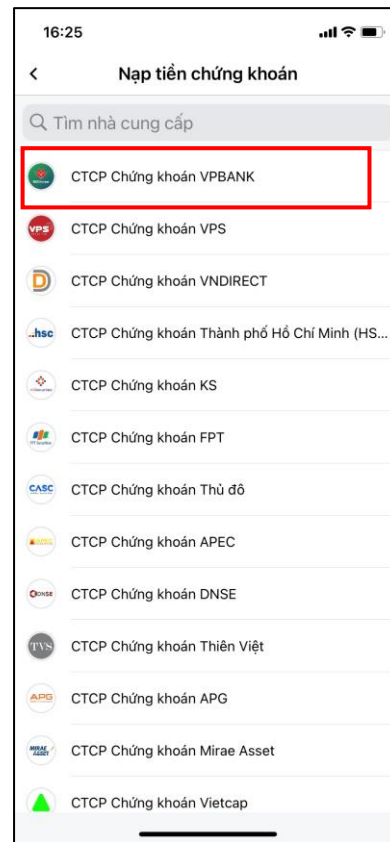 16:25
Nạp tiền chứng khoán
Tìm nhà cung cấp
CTCP Chứng khoán VPBANK
VPS CTCP Chứng khoán VPS
CTCP Chứng khoán VNDIRECT
hsc CTCP Chứng khoán Thành phố Hồ Chí Minh (HS...
CTCP Chứng khoán KS
CTCP Chứng khoán FPT
CASC CTCP Chứng khoán Thủ đô
CTCP Chứng khoán APEC
DNSE CTCP Chứng khoán DNSE
TVS CTCP Chứng khoán Thiên Việt
APG CTCP Chứng khoán APG
MIRAE ASSET CTCP Chứng khoán Mirae Asset
CTCP Chứng khoán Vietcap